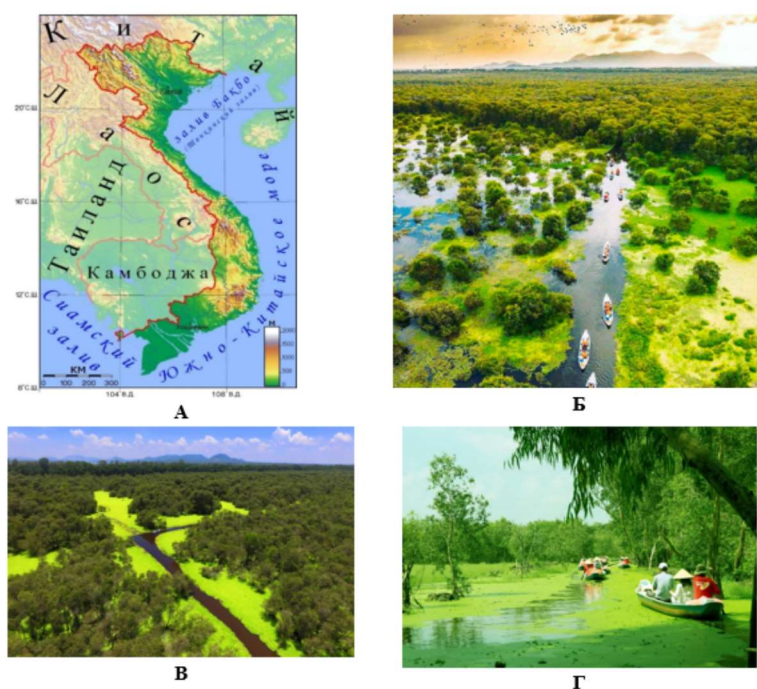 К и т а й
Лаос
20°С.Ш.
залив Бакбо
(Тонкинский залив)
Таиланд
16°С.Ш.
Южно-Китайское море
Камбоджа
12°С.Ш.
Сиамский
залив
М
КМ
0 100 200 300
8°С.Ш.
104°В.Д.
108°В.Д.
А
Б
В
Г